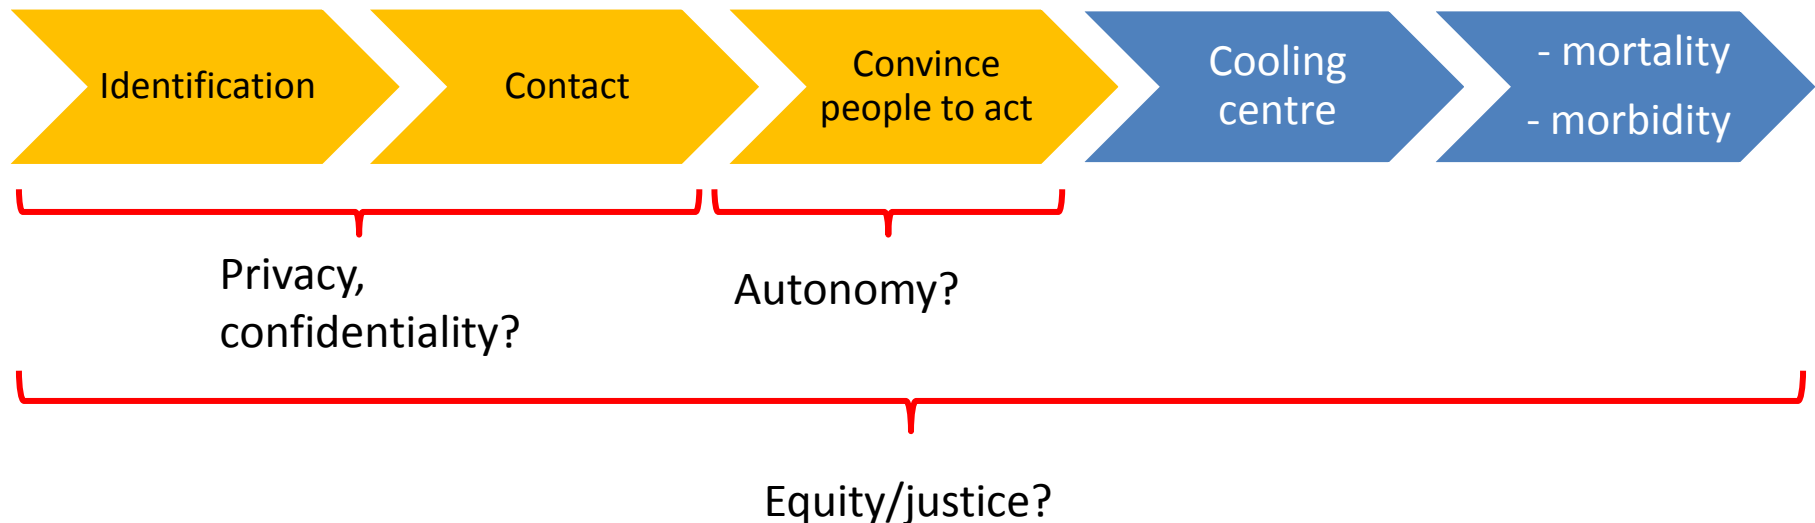 Identification
Contact
Convince
people to act
Cooling
centre
- mortality
- morbidity
Privacy,
confidentiality?
Autonomy?
Equity/justice?